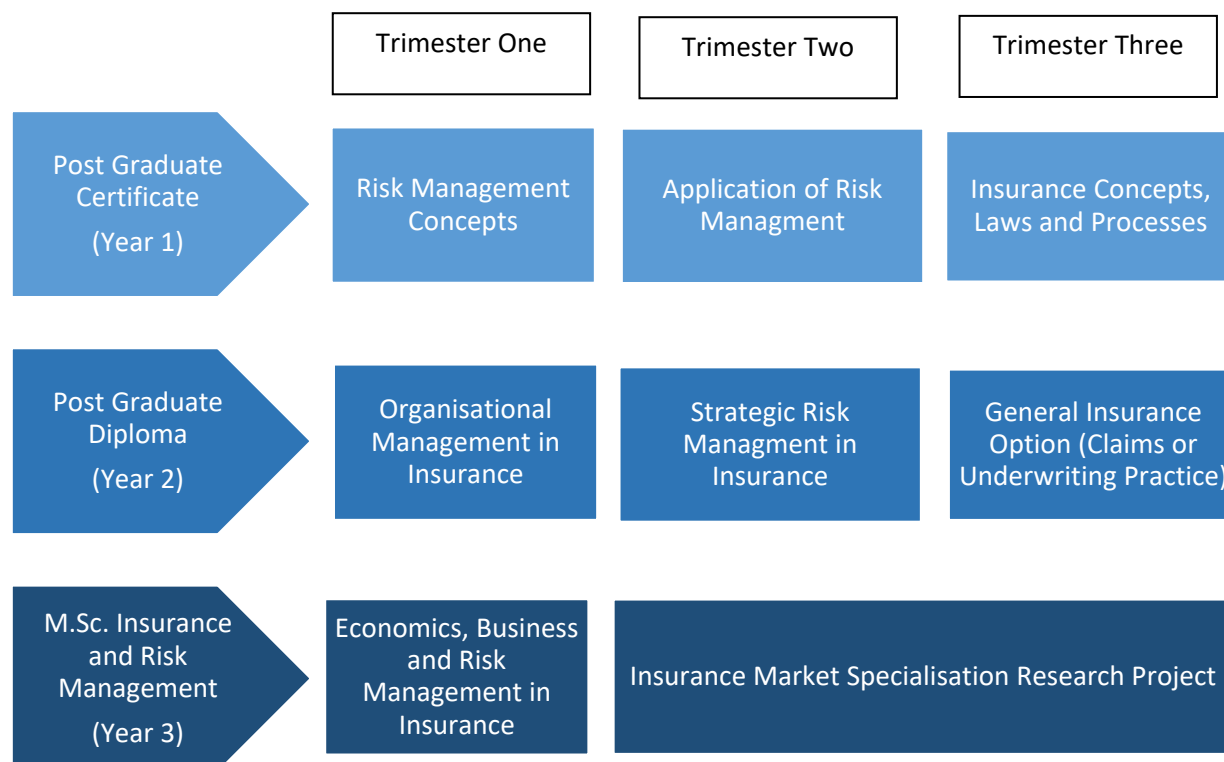 Trimester One
Trimester Two
Trimester Three
Post Graduate
Certificate
(Year 1)
Risk Management
Concepts
Application of Risk
Managment
Insurance Concepts,
Laws and Processes
Post Graduate
Diploma
(Year 2)
Organisational
Management in
Insurance
Strategic Risk
Managment in
Insurance
General Insurance
Option (Claims or
Underwriting Practice)
M.Sc. Insurance
and Risk
Management
(Year 3)
Economics, Business
and Risk
Management in
Insurance
Insurance Market Specialisation Research Project